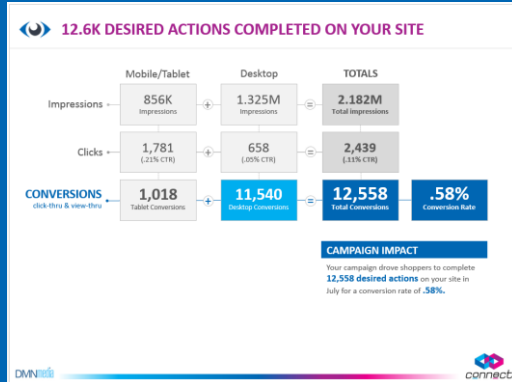 12.6K DESIRED ACTIONS COMPLETED ON YOUR SITE
Mobile/Tablet Desktop TOTALS
Impressions 856K + 1.325M = 2.182M
Impressions Impressions Total Impressions
Clicks 1,781 + 658 = 2,439
(.21% CTR) (.05% CTR) (.11% CTR)
CONVERSIONS 1,018 + 11,540 = 12,558 .58%
click-thru & view-thru Tablet Conversions Desktop Conversions Total Conversions Conversion Rate
CAMPAIGN IMPACT
Your campaign drove shoppers to complete
12,558 desired actions on your site in
July for a conversion rate of .58%.
DMNmedia connect